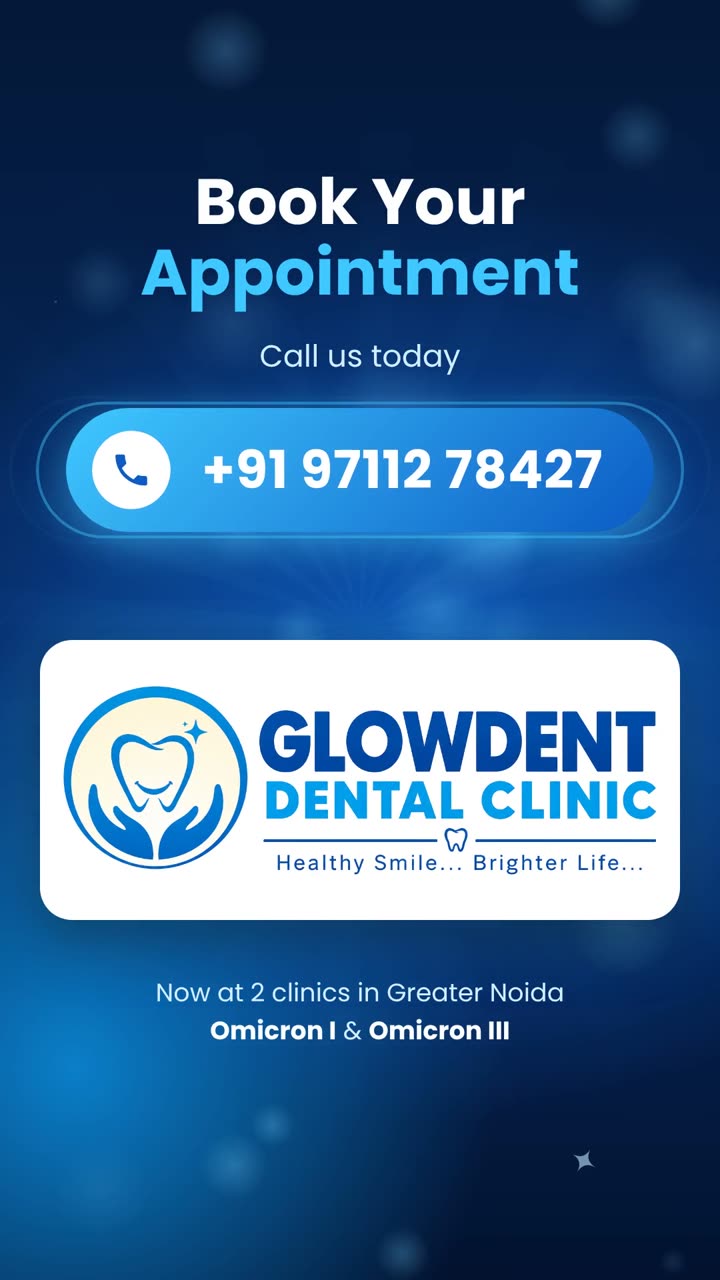 Book Your
Appointment
Call us today
+91 97112 78427
GLOWDENT
DENTAL CLINIC
Healthy Smile... Brighter Life...
Now at 2 clinics in Greater Noida
Omicron I & Omicron III